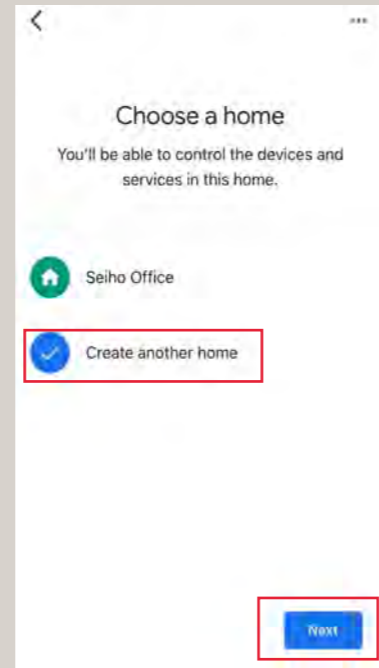 Choose a home
You'll be able to control the devices and
services in this home.
Seiho Office
Create another home
Next